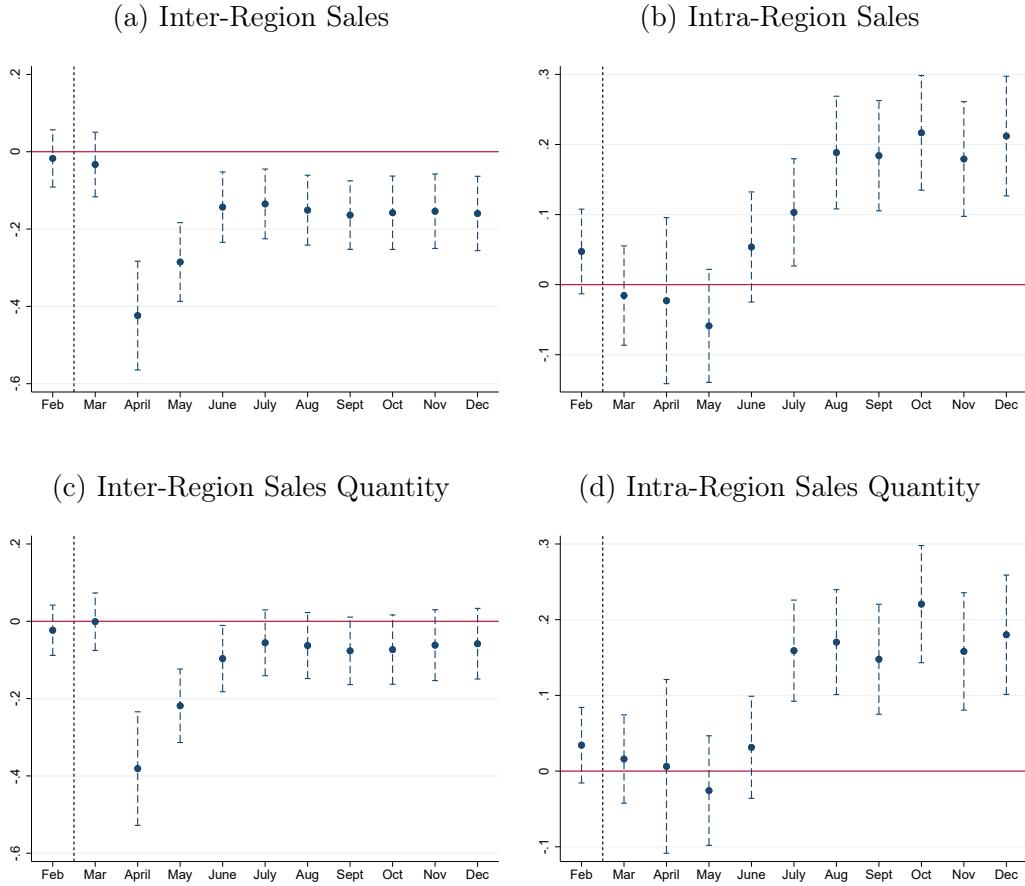 (a) Inter-Region Sales
.2
0
-.2
-.4
-.6
Feb Mar April May June July Aug Sept Oct Nov Dec
(b) Intra-Region Sales
.3
.2
.1
0
-.1
Feb Mar April May June July Aug Sept Oct Nov Dec
(c) Inter-Region Sales Quantity
.2
0
-.2
-.4
-.6
Feb Mar April May June July Aug Sept Oct Nov Dec
(d) Intra-Region Sales Quantity
.3
.2
.1
0
-.1
Feb Mar April May June July Aug Sept Oct Nov Dec